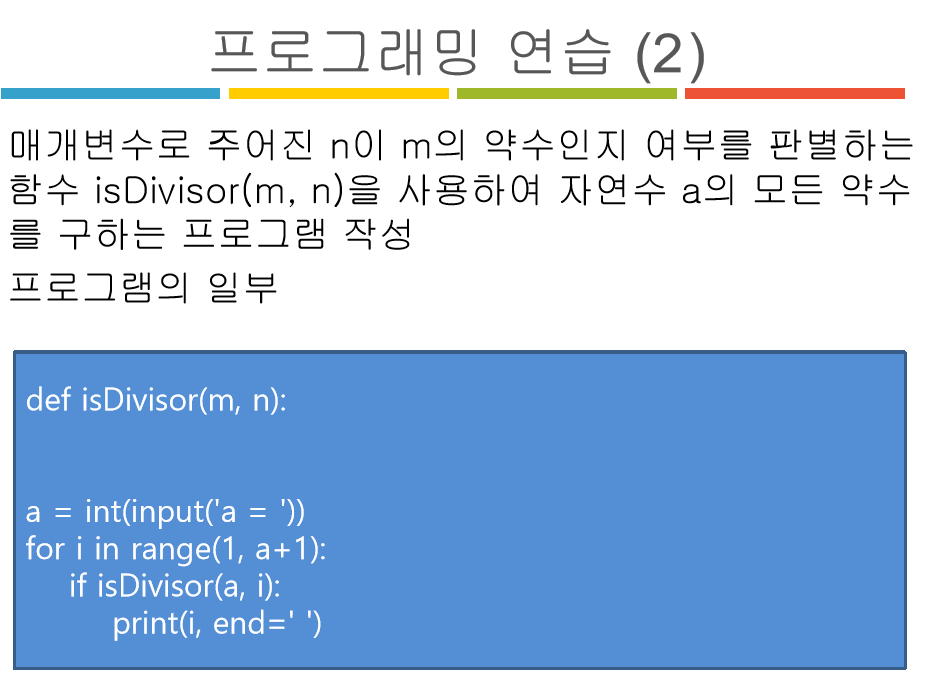 프로그래밍 연습 (2)
매개변수로 주어진 n이 m의 약수인지 여부를 판별하는
함수 isDivisor(m, n)을 사용하여 자연수 a의 모든 약수
를 구하는 프로그램 작성
프로그램의 일부
def isDivisor(m, n):
a = int(input('a = '))
for i in range(1, a+1):
if isDivisor(a, i):
print(i, end=' ')